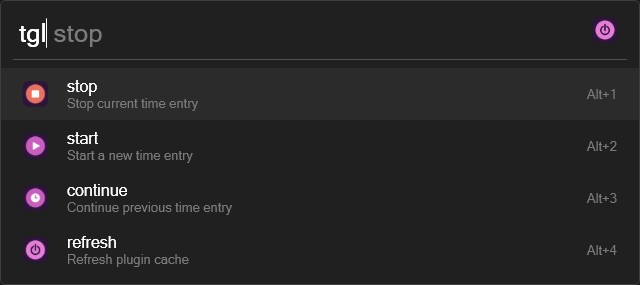 tgl stop
stop
Stop current time entry
Alt+1
start
Start a new time entry
Alt+2
continue
Continue previous time entry
Alt+3
refresh
Refresh plugin cache
Alt+4